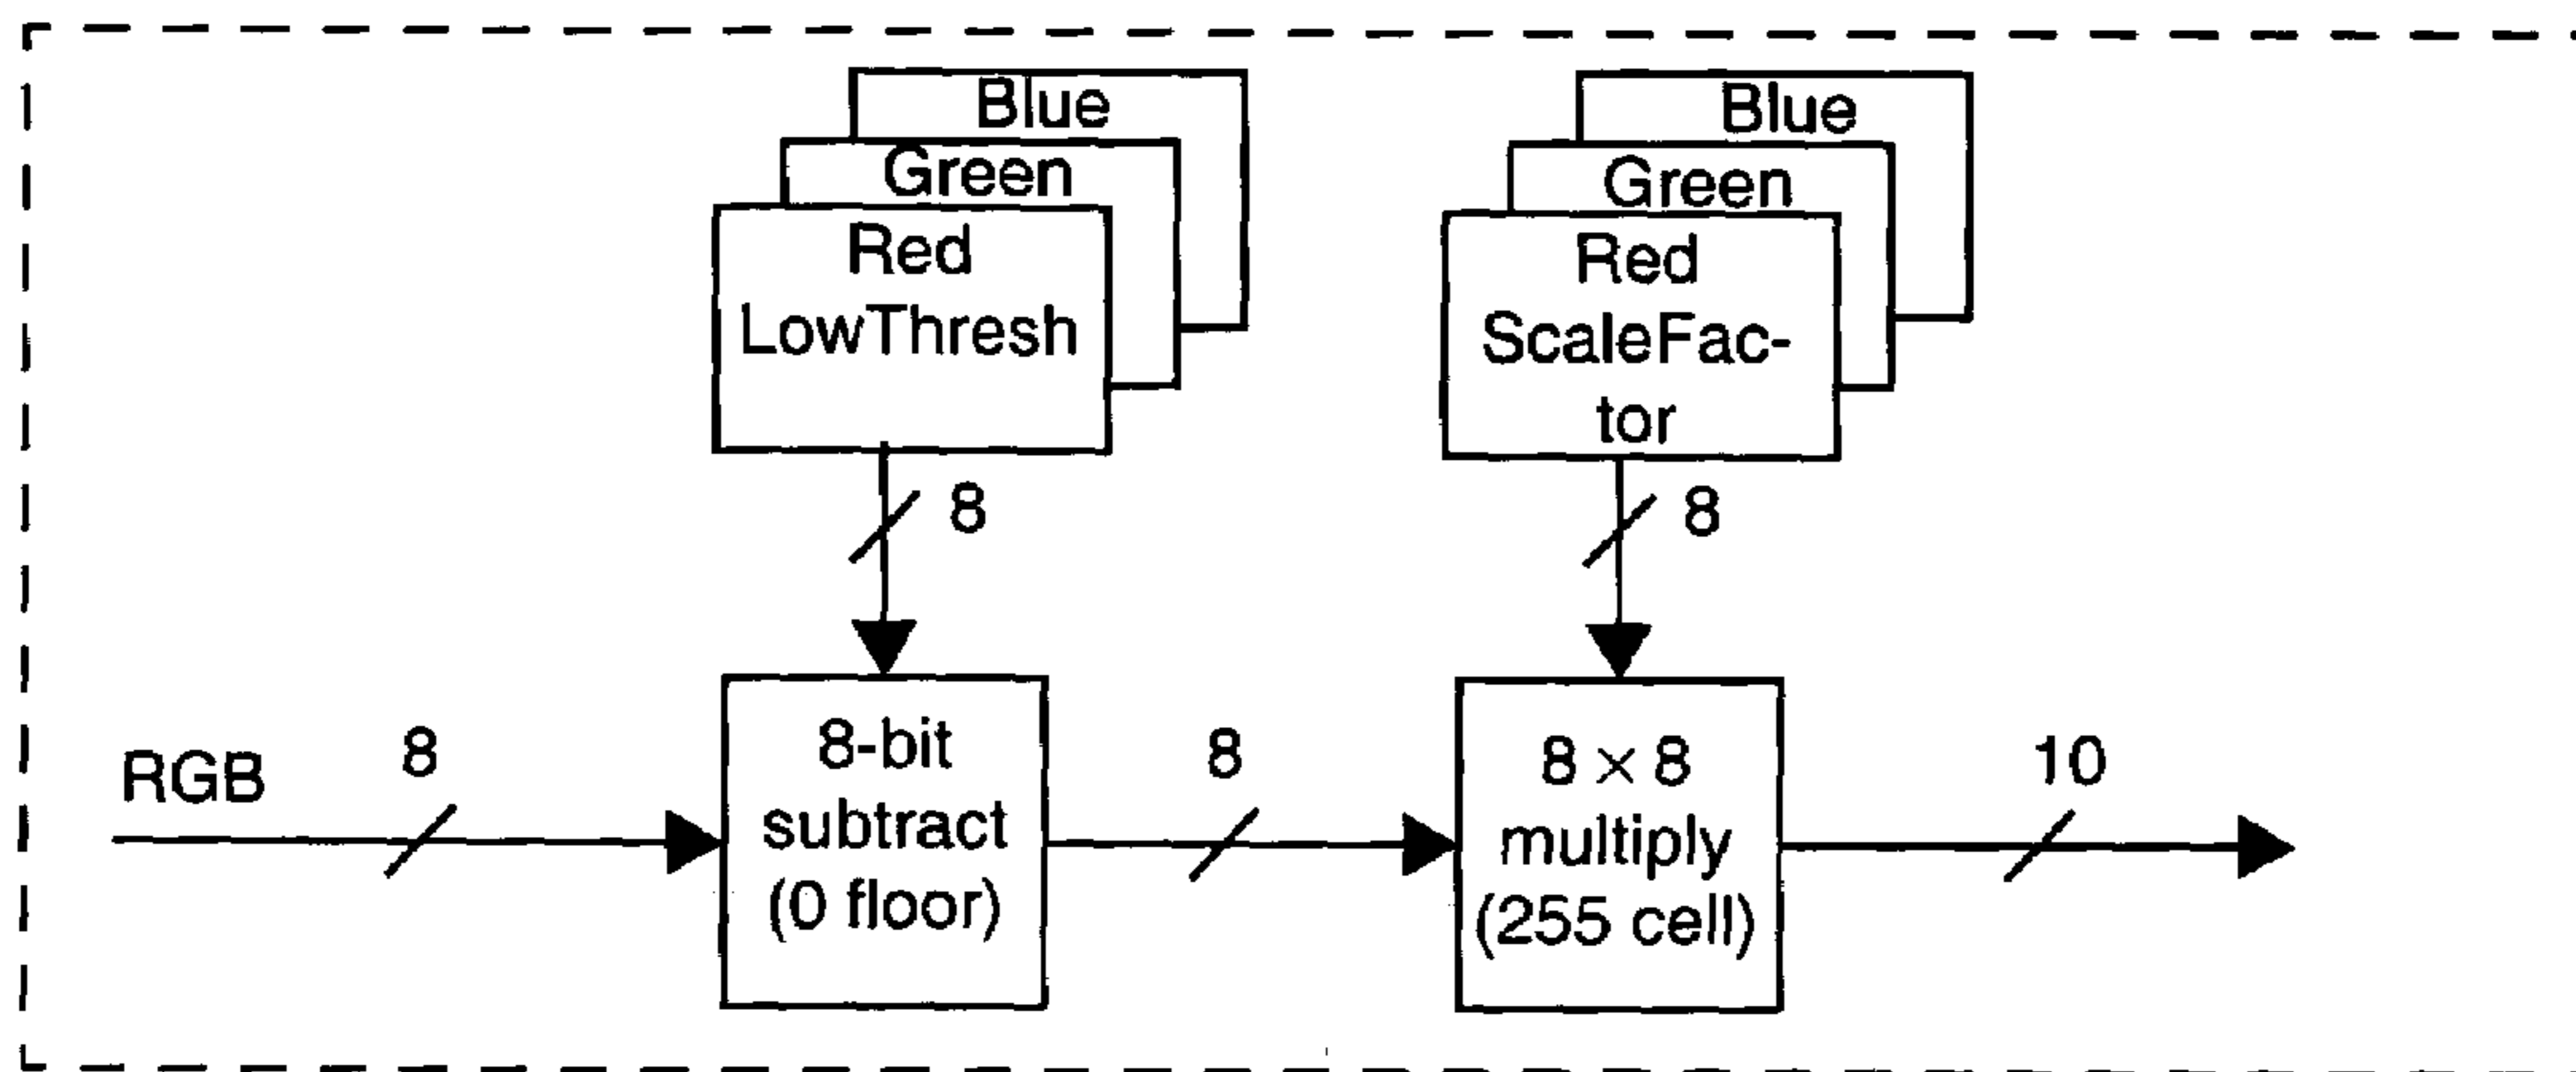 Blue
Green
Red
LowThresh
8
Blue
Green
Red
ScaleFac-
tor
8
RGB
8
8-bit
subtract
(0 floor)
8
8 × 8
multiply
(255 cell)
10